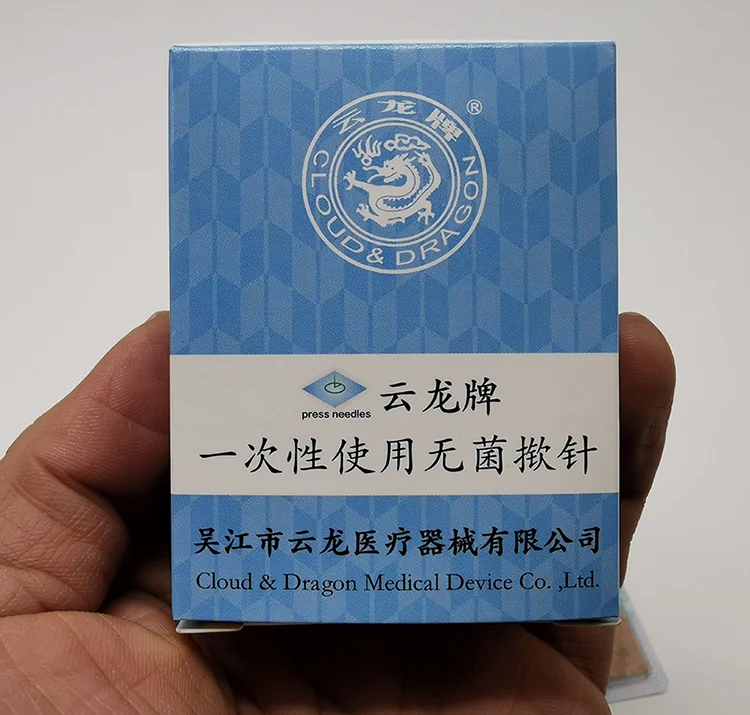 云龙牌
®
CLOUD & DRAGON
press needles
云龙牌
一次性使用无菌揿针
吴江市云龙医疗器械有限公司
Cloud & Dragon Medical Device Co. ,Ltd.